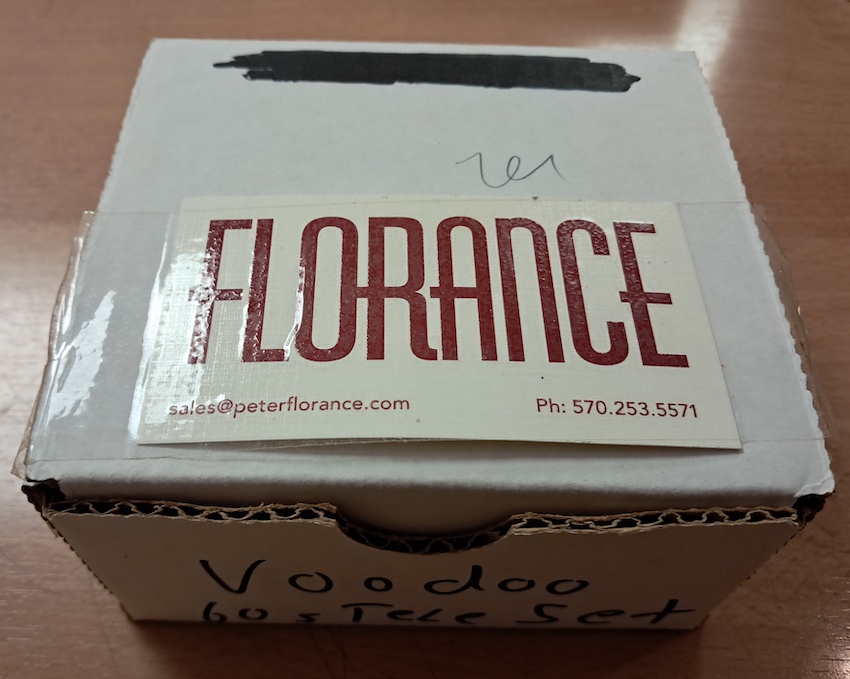 FLORANCE
sales@peterflorance.com Ph: 570.253.5571
Voodoo
60s Tele Set